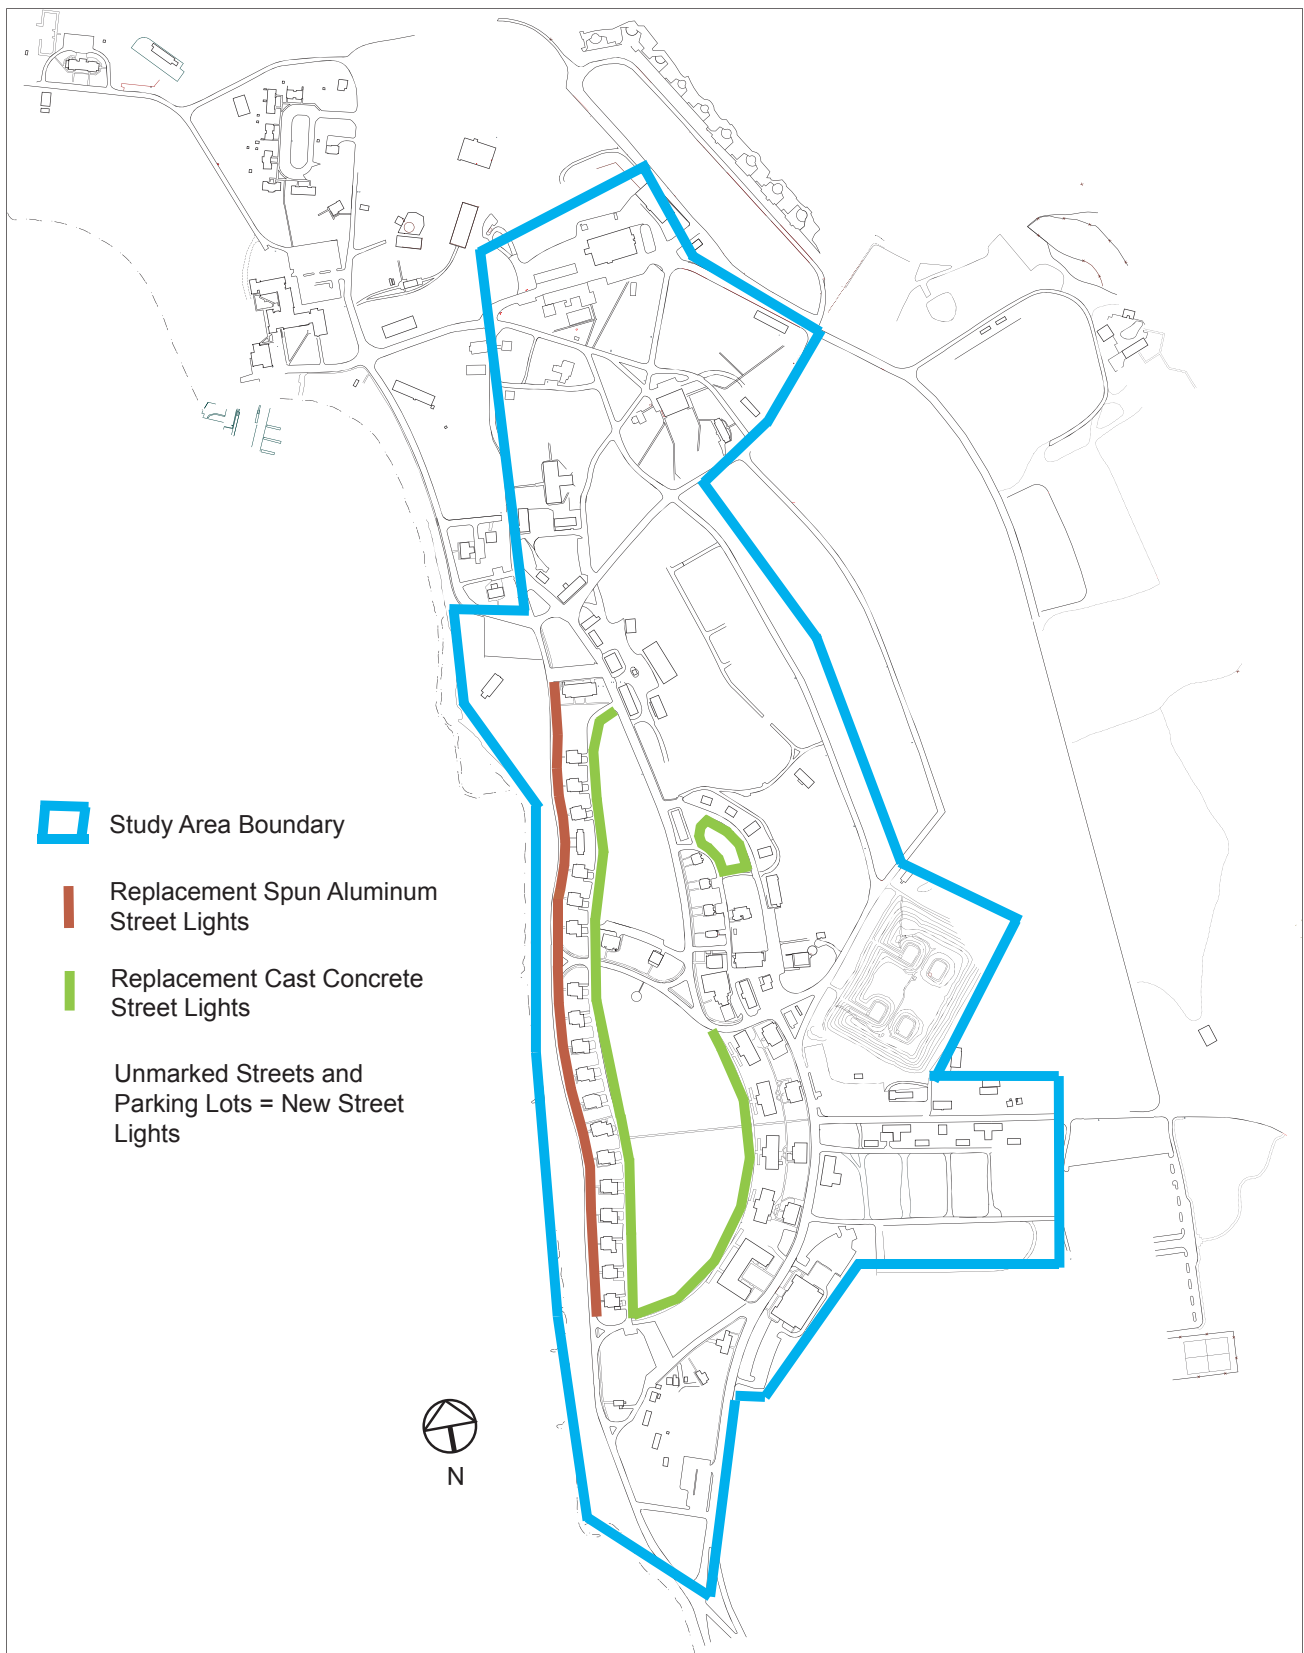 Study Area Boundary
Replacement Spun Aluminum
Street Lights
Replacement Cast Concrete
Street Lights
Unmarked Streets and
Parking Lots = New Street
Lights
N